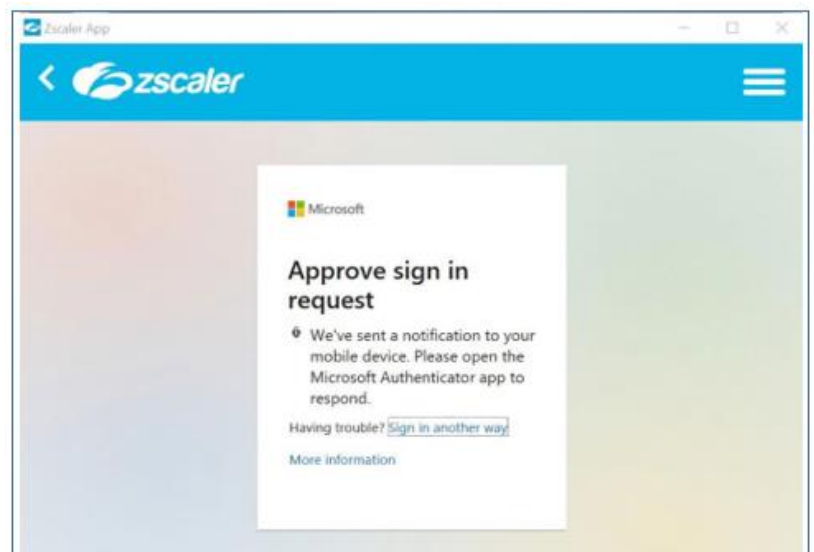 Zscaler App
zscaler
Microsoft
Approve sign in
request
We've sent a notification to your
mobile device. Please open the
Microsoft Authenticator app to
respond.
Having trouble? Sign in another way
More information